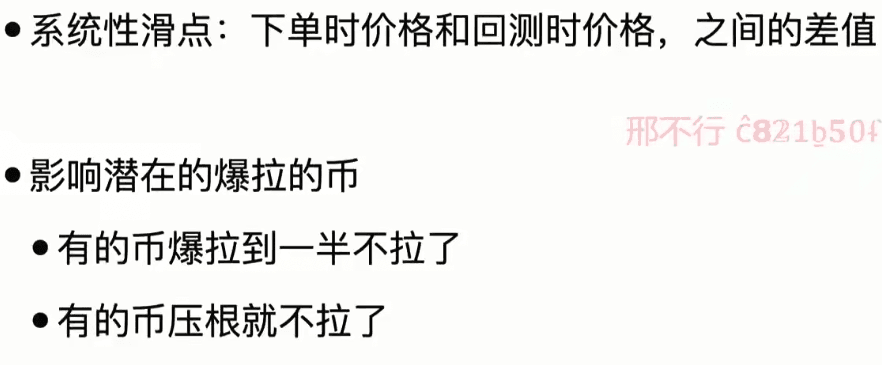 • 系统性滑点：下单时价格和回测时价格，之间的差值
邢不行
• 影响潜在的爆拉的币
• 有的币爆拉到一半不拉了
• 有的币压根就不拉了